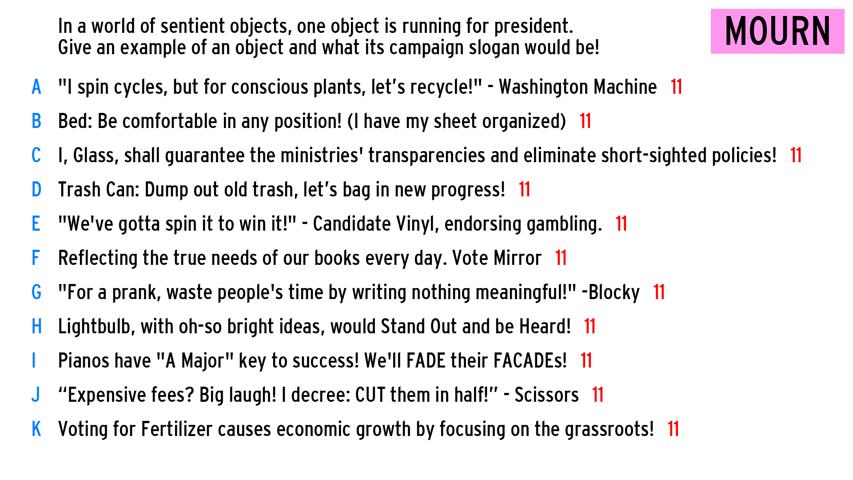 In a world of sentient objects, one object is running for president.
Give an example of an object and what its campaign slogan would be!
MOURN
A "I spin cycles, but for conscious plants, let’s recycle!" - Washington Machine 11
B Bed: Be comfortable in any position! (I have my sheet organized) 11
C I, Glass, shall guarantee the ministries' transparencies and eliminate short-sighted policies! 11
D Trash Can: Dump out old trash, let’s bag in new progress! 11
E "We've gotta spin it to win it!" - Candidate Vinyl, endorsing gambling. 11
F Reflecting the true needs of our books every day. Vote Mirror 11
G "For a prank, waste people's time by writing nothing meaningful!" -Blocky 11
H Lightbulb, with oh-so bright ideas, would Stand Out and be Heard! 11
I Pianos have "A Major" key to success! We'll FADE their FACADEs! 11
J “Expensive fees? Big laugh! I decree: CUT them in half!” - Scissors 11
K Voting for Fertilizer causes economic growth by focusing on the grassroots! 11